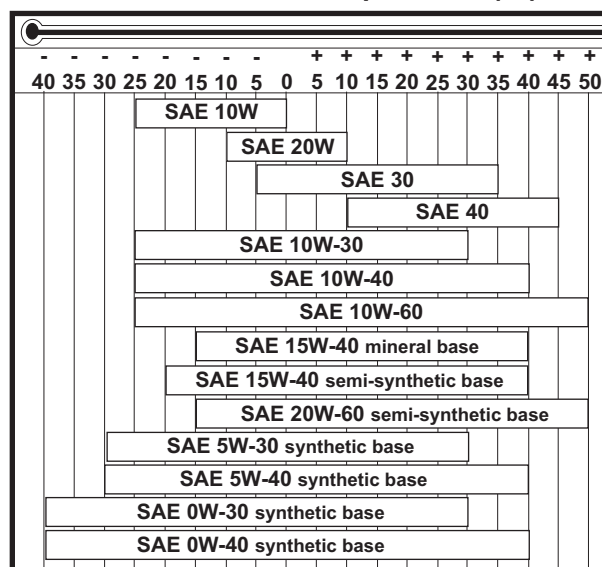 - - - - - - - - + + + + + + + + + +
40 35 30 25 20 15 10 5 0 5 10 15 20 25 30 35 40 45 50
SAE 10W
SAE 20W
SAE 30
SAE 40
SAE 10W-30
SAE 10W-40
SAE 10W-60
SAE 15W-40 mineral base
SAE 15W-40 semi-synthetic base
SAE 20W-60 semi-synthetic base
SAE 5W-30 synthetic base
SAE 5W-40 synthetic base
SAE 0W-30 synthetic base
SAE 0W-40 synthetic base